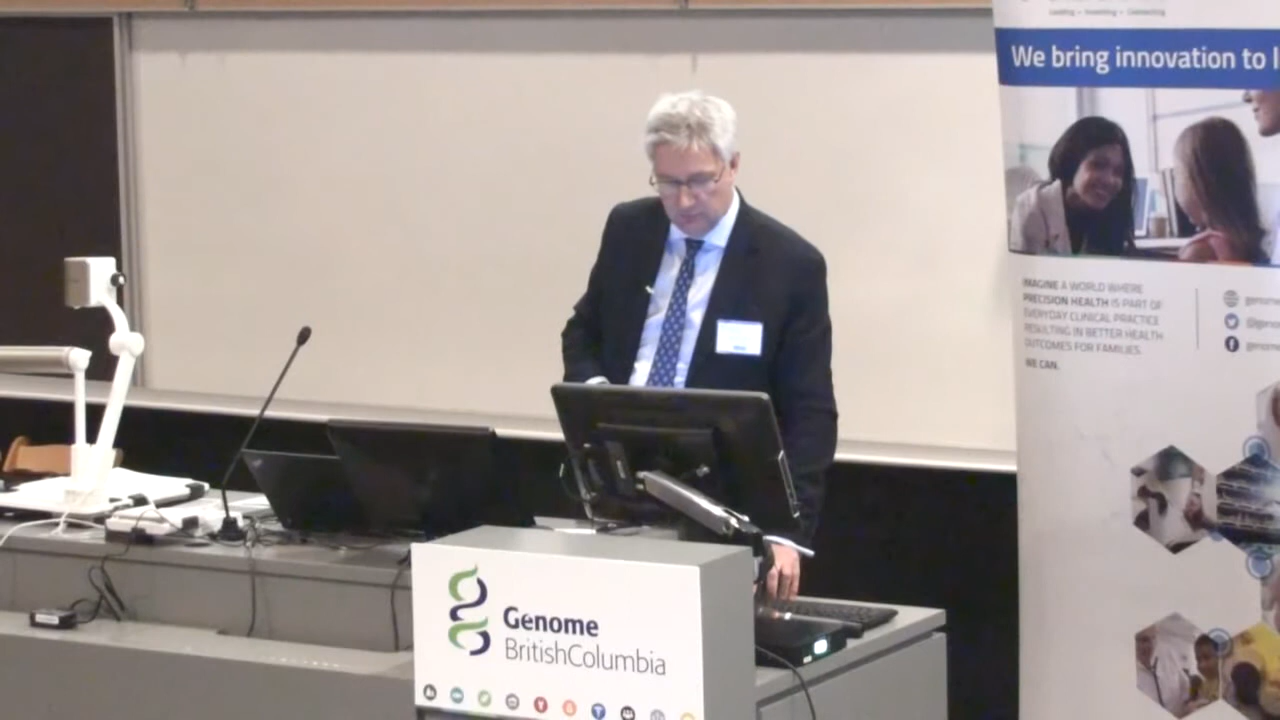 We bring innovation to l
IMAGINE A WORLD WHERE
PRECISION HEALTH IS PART OF
EVERYDAY CLINICAL PRACTICE
RESULTING IN BETTER HEALTH
OUTCOMES FOR FAMILIES.
WE CAN.
Genome
BritishColumbia